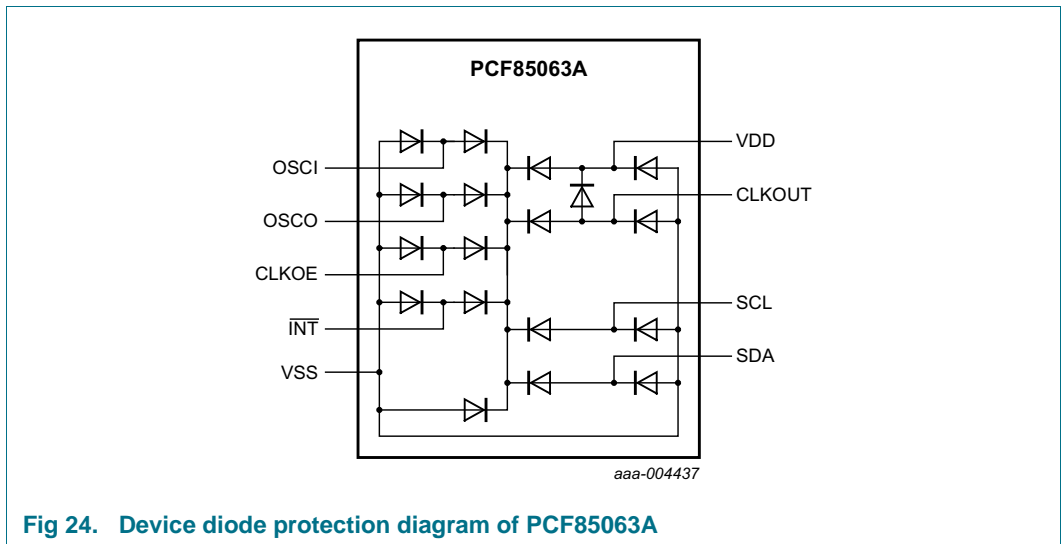 PCF85063A
OSCI
OSCO
CLKOE
INT
VSS
VDD
CLKOUT
SCL
SDA
aaa-004437
Fig 24. Device diode protection diagram of PCF85063A